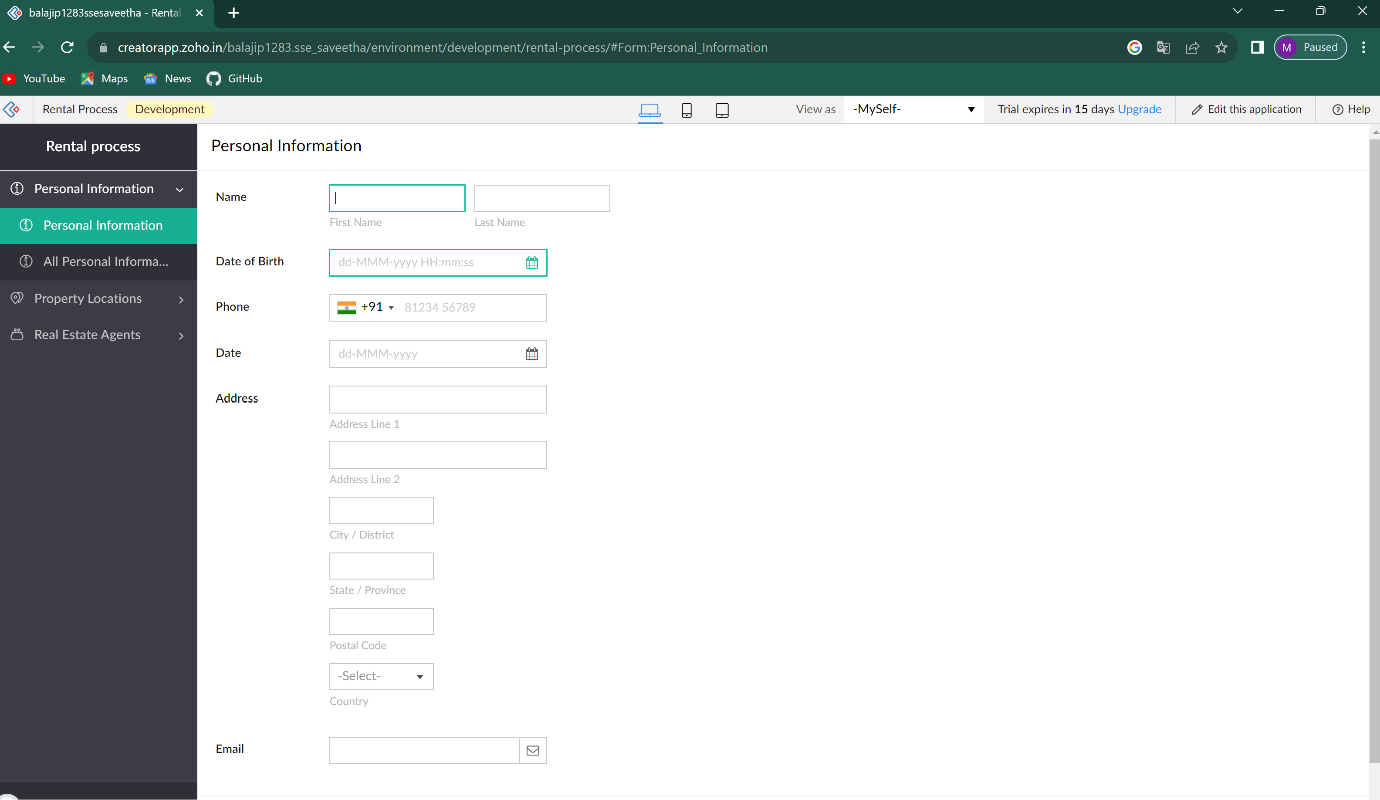 balajip1283ssesaveetha - Rental
creatorapp.zoho.in/balajip1283.sse_saveetha/environment/development/rental-process/#Form:Personal_Information
M Paused
YouTube Maps News GitHub
Rental Process Development View as -MySelf- Trial expires in 15 days Upgrade Edit this application Help
Rental process
Personal Information
Personal Information
All Personal Informa...
Property Locations
Real Estate Agents
Personal Information
Name
First Name Last Name
Date of Birth dd-MMM-yyyy HH:mm:ss
Phone +91 81234 56789
Date dd-MMM-yyyy
Address
Address Line 1
Address Line 2
City / District
State / Province
Postal Code
-Select-
Country
Email